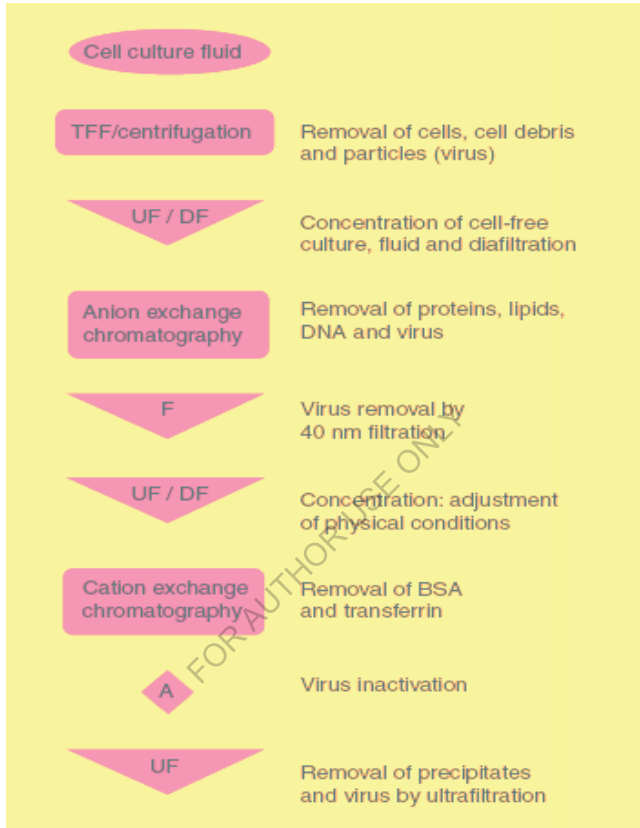 Cell culture fluid
TFF/centrifugation
Removal of cells, cell debris
and particles (virus)
UF / DF
Concentration of cell-free
culture, fluid and diafiltration
Anion exchange
chromatography
Removal of proteins, lipids,
DNA and virus
F
Virus removal by
40 nm filtration
UF / DF
Concentration: adjustment
of physical conditions
Cation exchange
chromatography
Removal of BSA
and transferrin
A
Virus inactivation
UF
Removal of precipitates
and virus by ultrafiltration
FOR AUTHOR USE ONLY